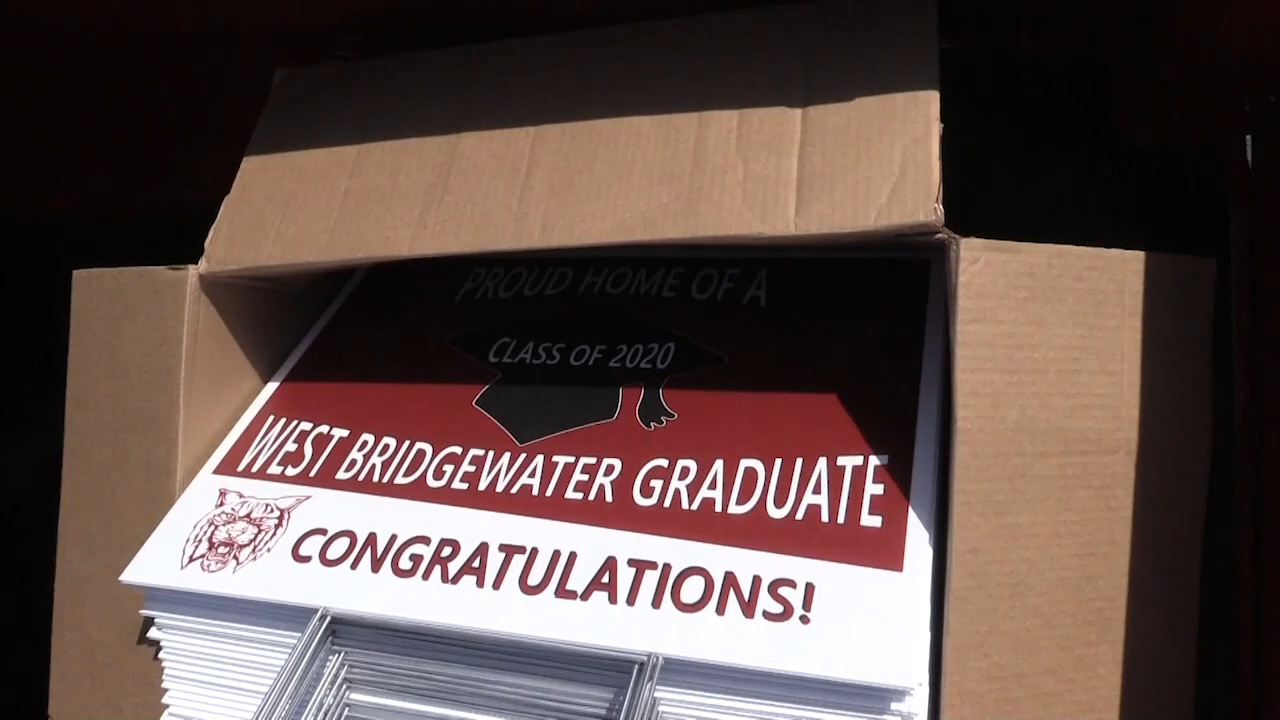 PROUD HOME OF A
CLASS OF 2020
WEST BRIDGEWATER GRADUATE
CONGRATULATIONS!